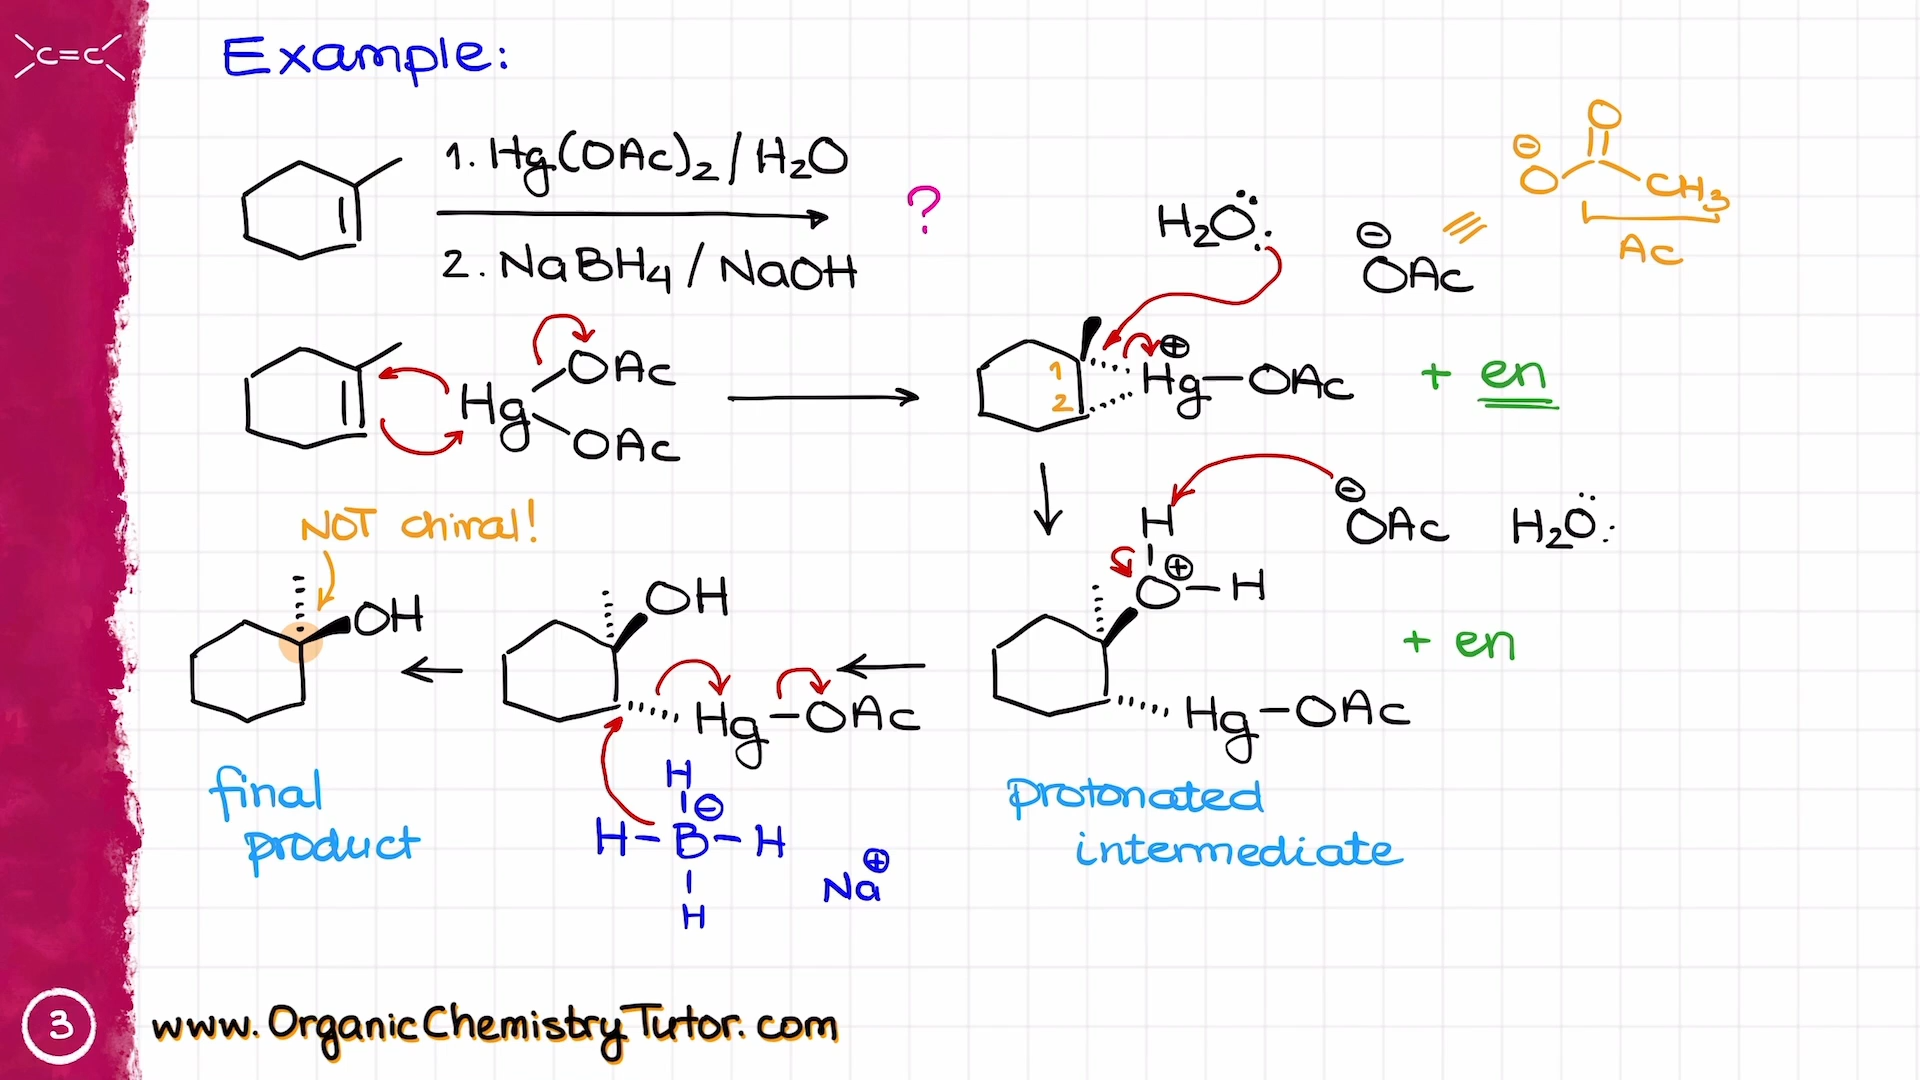 C=C
Example:
1. Hg(OAc)₂/H₂O
2. NaBH₄/NaOH
?
H₂O:
⊖
OAc
⊖
O
O
CH₃
Ac
Hg
OAc
OAc
1
2
⊕
Hg-OAc
+ en
NOT chiral!
OH
final
product
OH
Hg-OAc
H
⊖
H-B-H
H
⊕
Na
H
⊕
O-H
Hg-OAc
⊖
OAc
H₂O:
+ en
protonated
intermediate
3
www.OrganicChemistryTutor.com